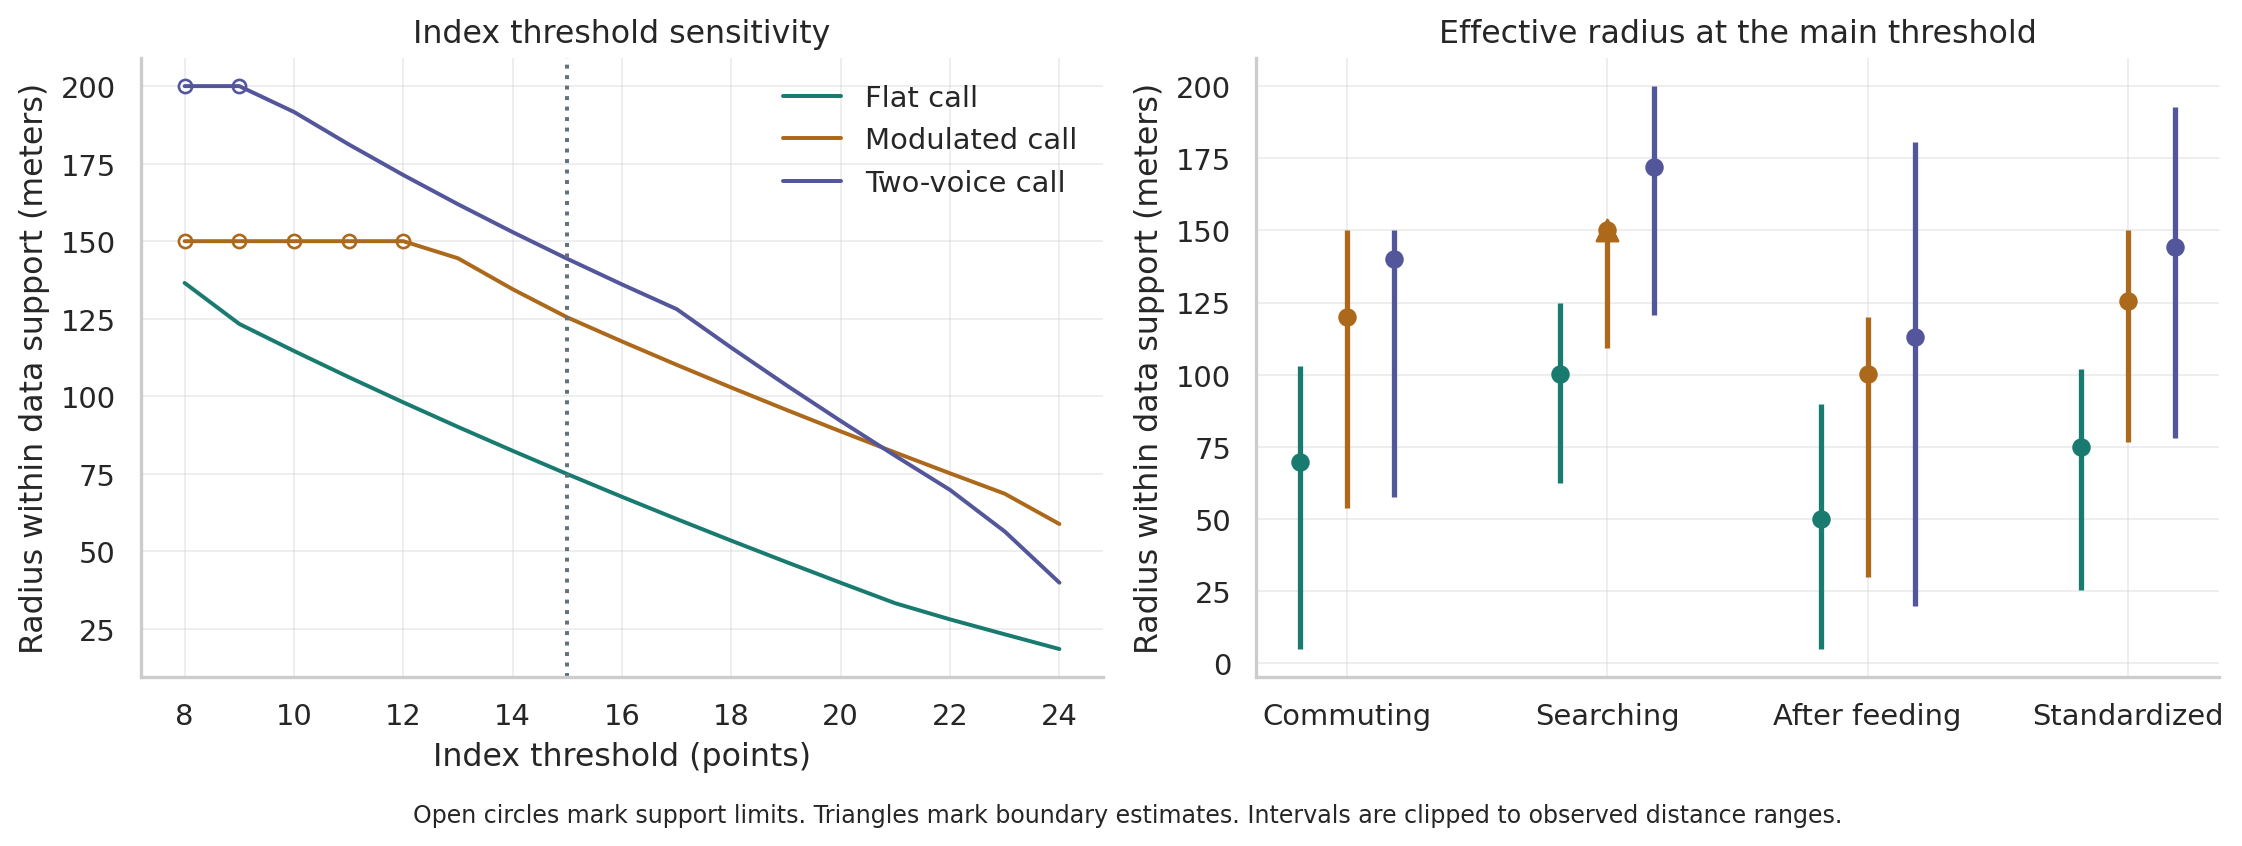 Index threshold sensitivity
Radius within data support (meters)
200
175
150
125
100
75
50
25
8 10 12 14 16 18 20 22 24
Index threshold (points)
Flat call
Modulated call
Two-voice call
Effective radius at the main threshold
Radius within data support (meters)
200
175
150
125
100
75
50
25
0
Commuting Searching After feeding Standardized
Open circles mark support limits. Triangles mark boundary estimates. Intervals are clipped to observed distance ranges.